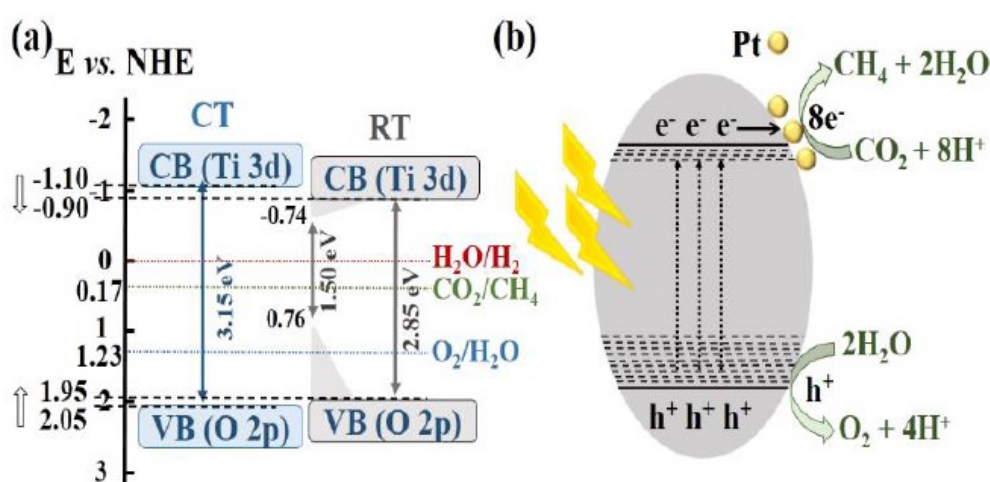 (a)
E vs. NHE
-2
-1.10
-1
-0.90
0
0.17
1
1.23
1.95
2
2.05
3
CT
RT
CB (Ti 3d)
CB (Ti 3d)
-0.74
0.76
3.15 eV
1.50 eV
2.85 eV
H₂O/H₂
CO₂/CH₄
O₂/H₂O
VB (O 2p)
VB (O 2p)
(b)
Pt
CH₄ + 2H₂O
e⁻ e⁻ e⁻
8e⁻
CO₂ + 8H⁺
2H₂O
h⁺
h⁺ h⁺ h⁺
O₂ + 4H⁺